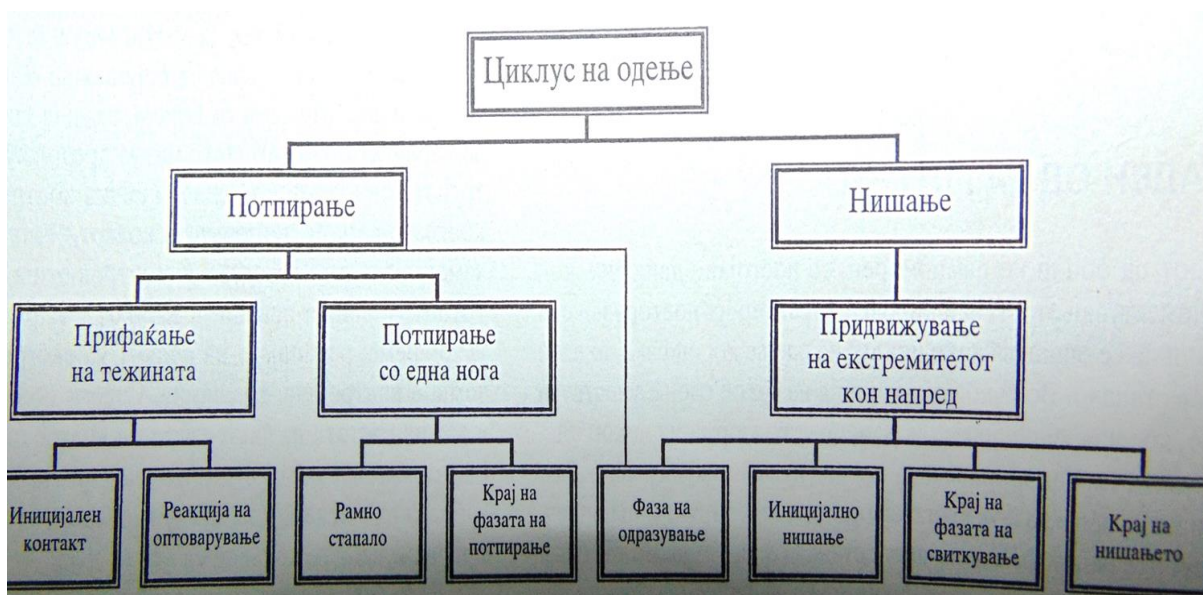 Циклус на одење
Потпирање
Нишање
Прифаќање
на тежината
Потпирање
со една нога
Придвижување
на екстремитетот
кон напред
Иницијален
контакт
Реакција на
оптоварување
Рамно
стапало
Крај на
фазата на
потпирање
Фаза на
одразување
Иницијално
нишање
Крај на
фазата на
свиткување
Крај на
нишањето